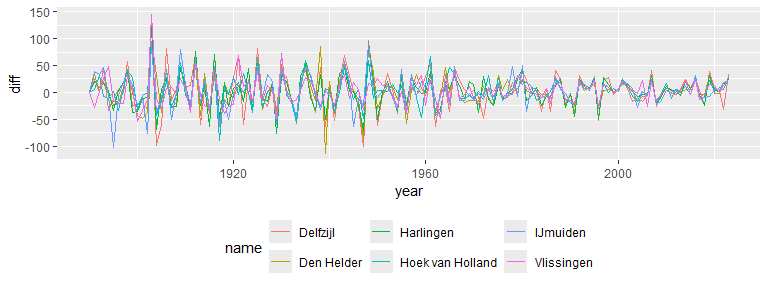 150
100
50
0
-50
-100
diff
1920
1960
2000
year
name
Delfzijl
Harlingen
IJmuiden
Den Helder
Hoek van Holland
Vlissingen